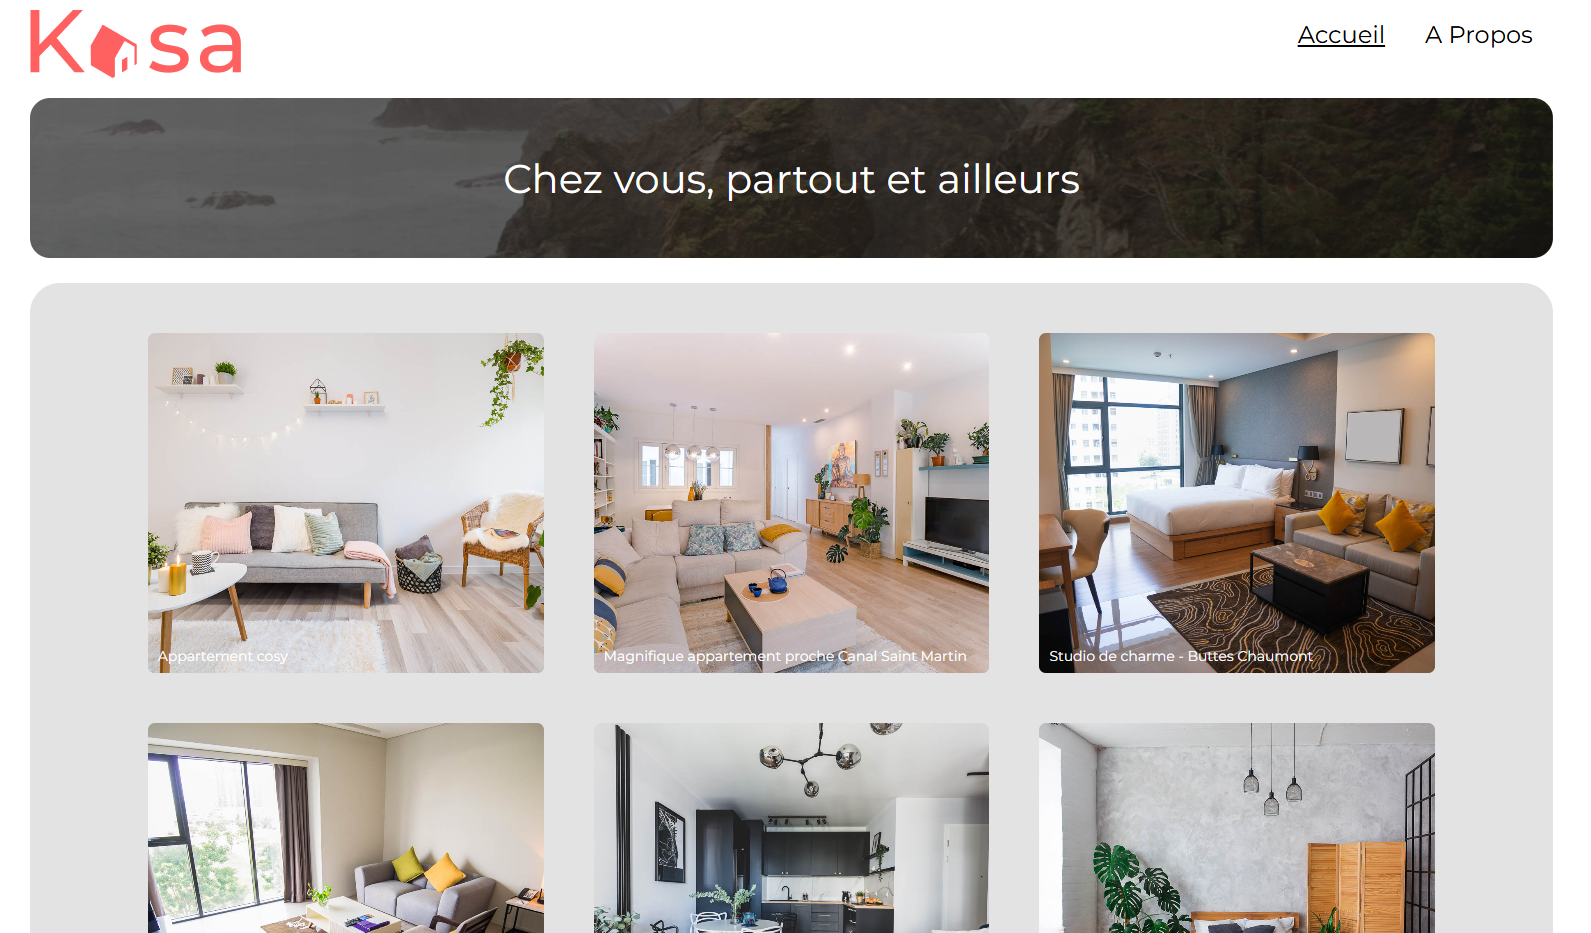 Kasa
Accueil
A Propos
Chez vous, partout et ailleurs
Appartement cosy
Magnifique appartement proche Canal Saint Martin
Studio de charme - Buttes Chaumont